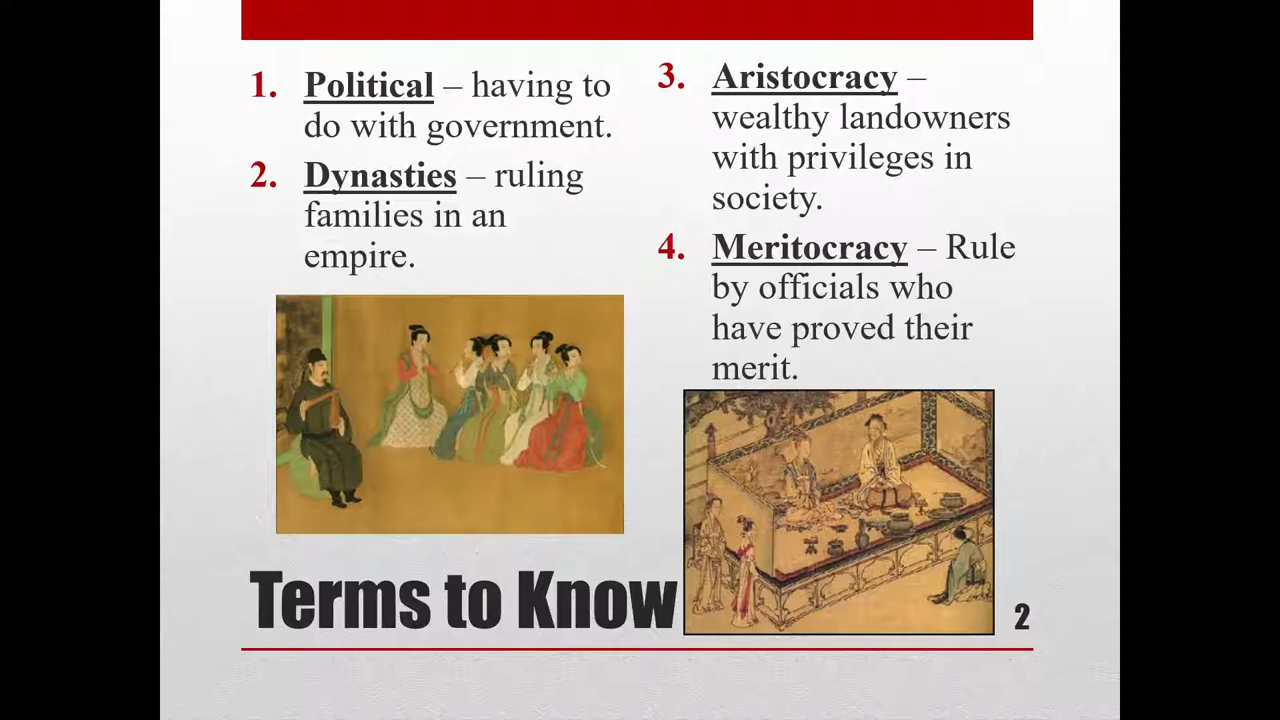 1. Political – having to
do with government.
2. Dynasties – ruling
families in an
empire.
3. Aristocracy –
wealthy landowners
with privileges in
society.
4. Meritocracy – Rule
by officials who
have proved their
merit.
Terms to Know
2